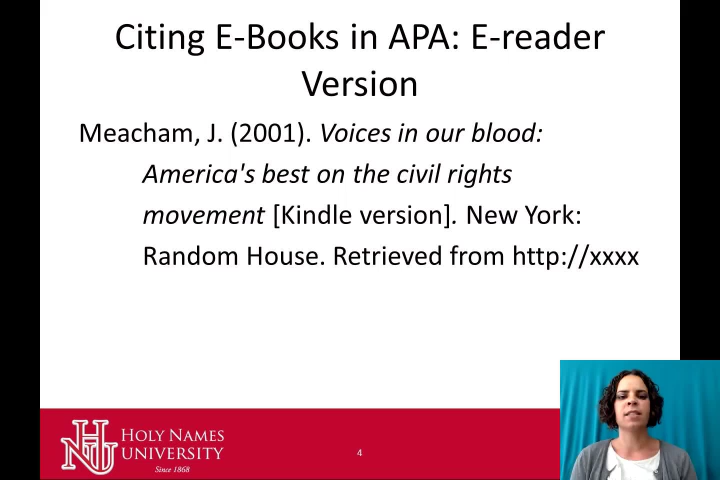 Citing E-Books in APA: E-reader
Version
Meacham, J. (2001). Voices in our blood:
America's best on the civil rights
movement [Kindle version]. New York:
Random House. Retrieved from http://xxxx
HNU
HOLY NAMES
UNIVERSITY
Since 1868
4